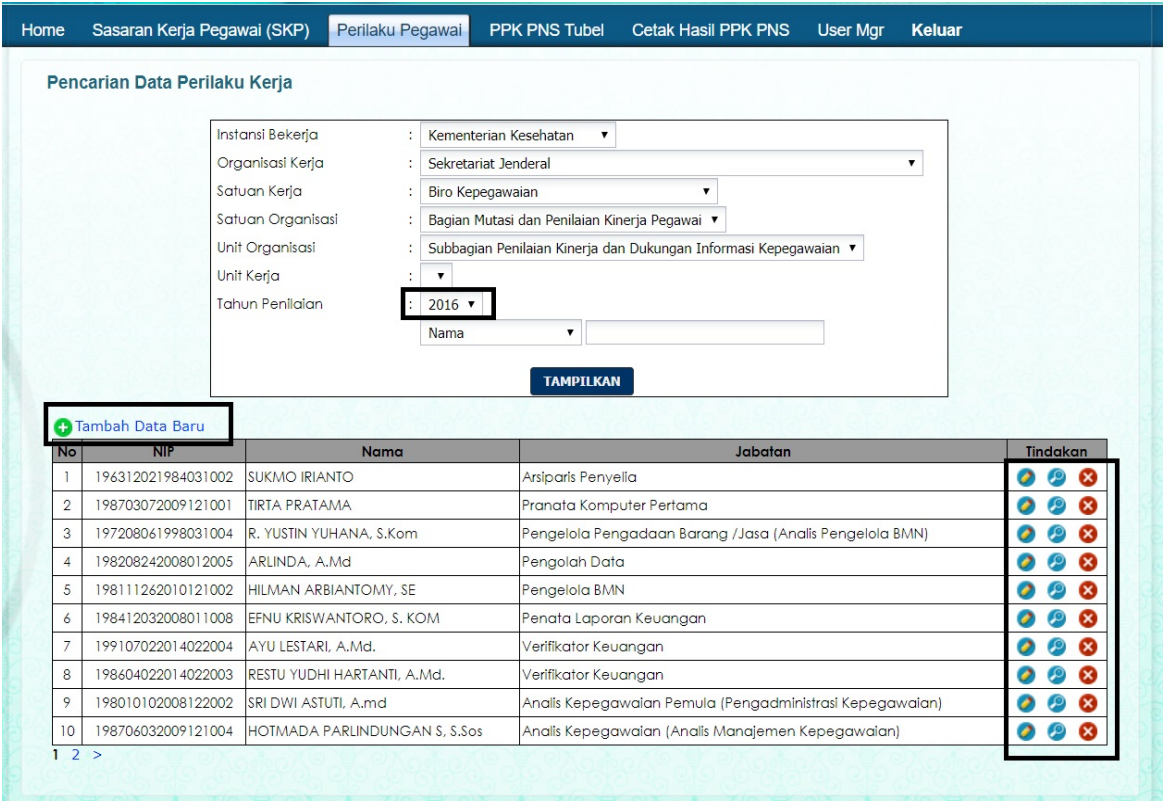 Home Sasaran Kerja Pegawai (SKP) Perilaku Pegawai PPK PNS Tubel Cetak Hasil PPK PNS User Mgr Keluar
Pencarian Data Perilaku Kerja
Instansi Bekerja : Kementerian Kesehatan
Organisasi Kerja : Sekretariat Jenderal
Satuan Kerja : Biro Kepegawaian
Satuan Organisasi : Bagian Mutasi dan Penilaian Kinerja Pegawai
Unit Organisasi : Subbagian Penilaian Kinerja dan Dukungan Informasi Kepegawaian
Unit Kerja :
Tahun Penilaian : 2016
Nama
TAMPILKAN
Tambah Data Baru
No NIP Nama Jabatan Tindakan
1 196312021984031002 SUKMO IRIANTO Arsiparis Penyelia
2 198703072009121001 TIRTA PRATAMA Pranata Komputer Pertama
3 197208061998031004 R. YUSTIN YUHANA, S.Kom Pengelola Pengadaan Barang /Jasa (Analis Pengelola BMN)
4 198208242008012005 ARLINDA, A.Md Pengolah Data
5 198111262010121002 HILMAN ARBIANTOMY, SE Pengelola BMN
6 198412032008011008 EFNU KRISWANTORO, S. KOM Penata Laporan Keuangan
7 199107022014022004 AYU LESTARI, A.Md. Verifikator Keuangan
8 198604022014022003 RESTU YUDHI HARTANTI, A.Md. Verifikator Keuangan
9 198010102008122002 SRI DWI ASTUTI, A.md Analis Kepegawaian Pemula (Pengadministrasi Kepegawaian)
10 198706032009121004 HOTMADA PARLINDUNGAN S, S.Sos Analis Kepegawaian (Analis Manajemen Kepegawaian)
1 2 >